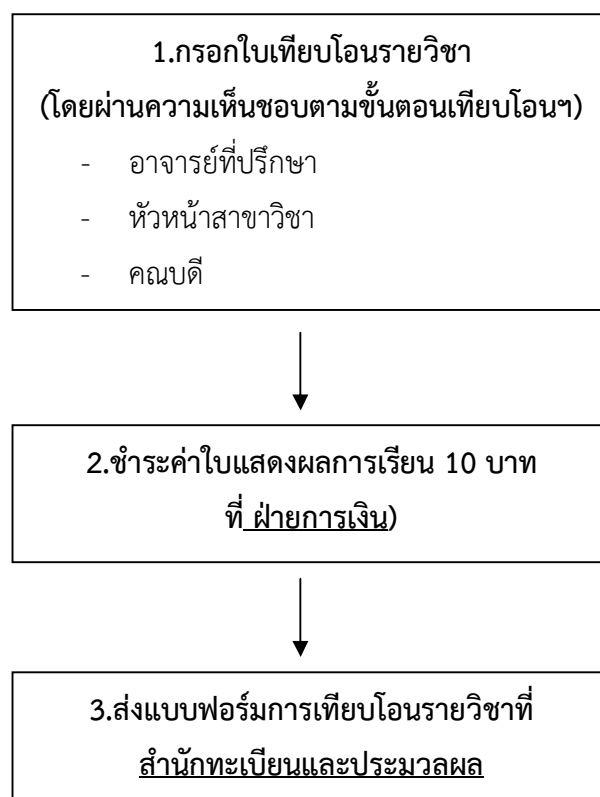 1.กรอกใบเทียบโอนรายวิชา
(โดยผ่านความเห็นชอบตามขั้นตอนเทียบโอนฯ)
- อาจารย์ที่ปรึกษา
- หัวหน้าสาขาวิชา
- คณบดี
2.ชำระค่าใบแสดงผลการเรียน 10 บาท
ที่ ฝ่ายการเงิน)
3.ส่งแบบฟอร์มการเทียบโอนรายวิชาที่
สำนักทะเบียนและประมวลผล